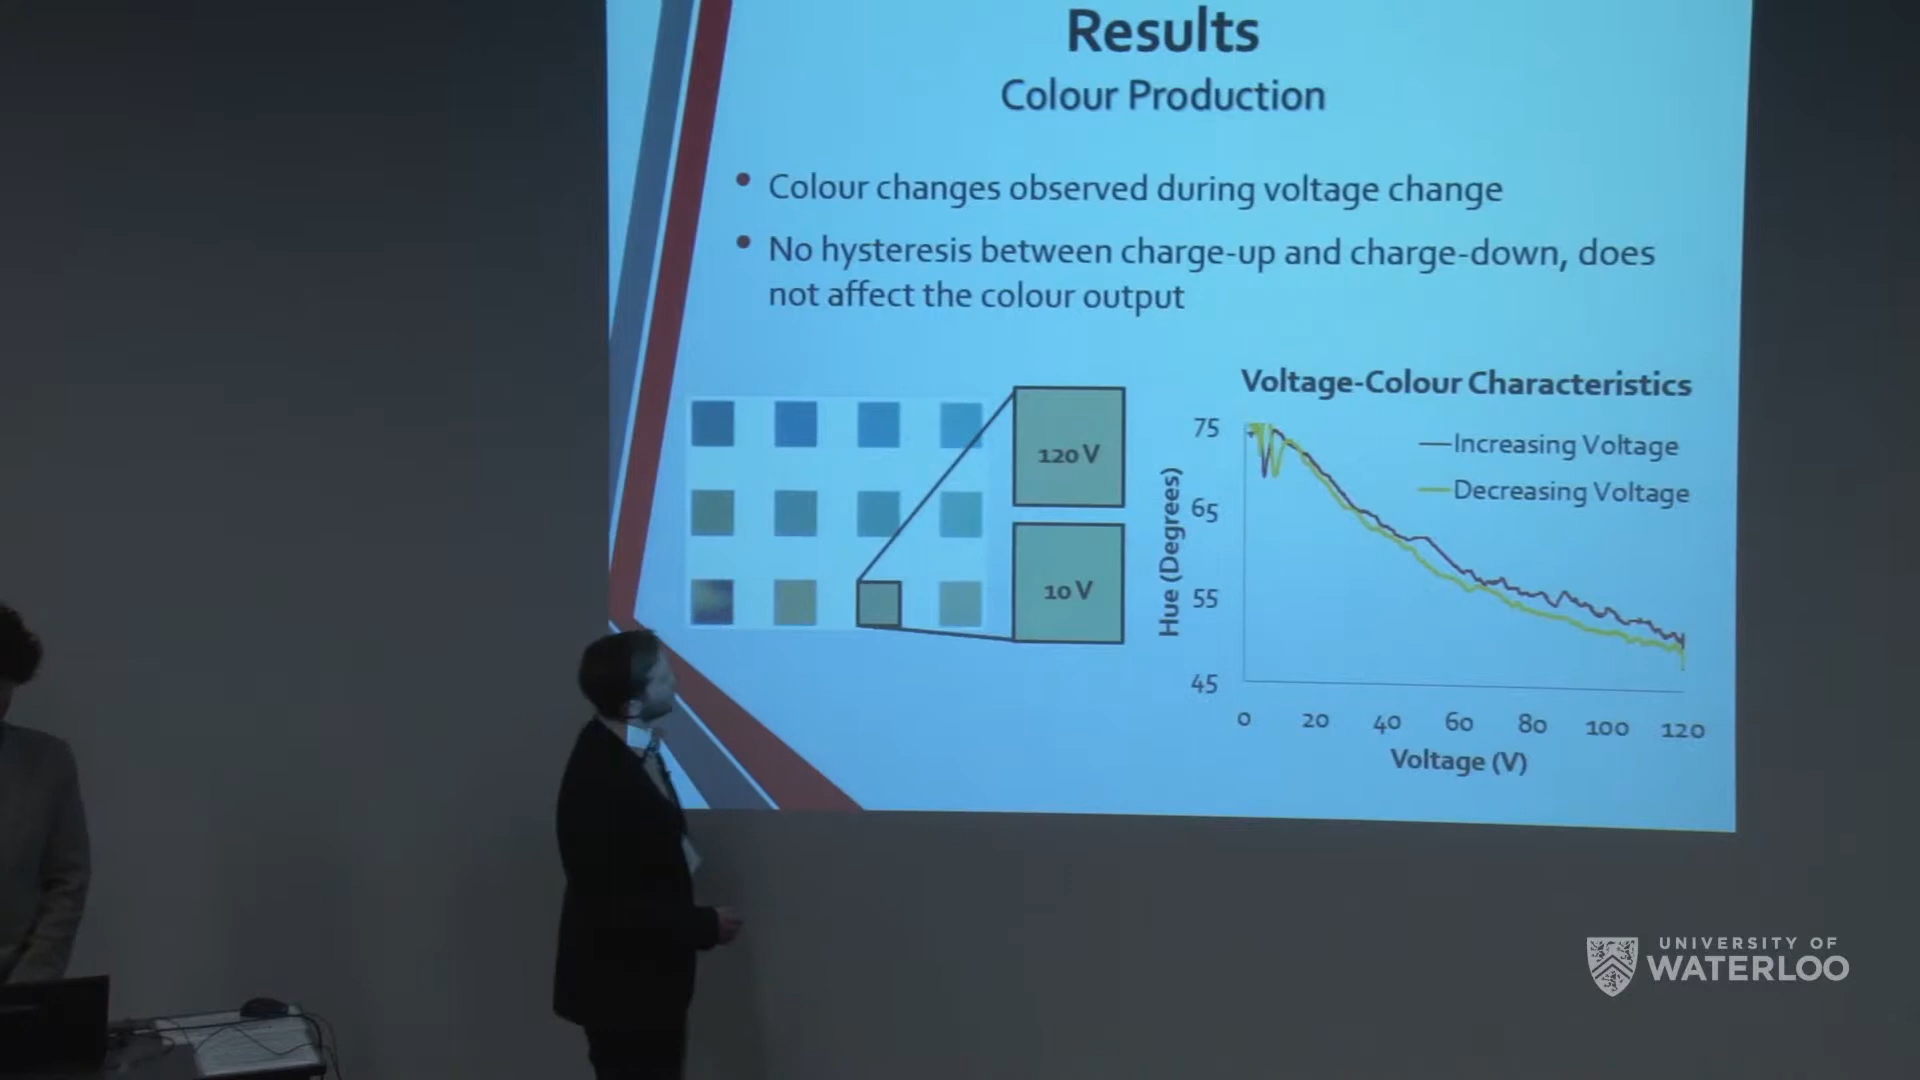 Results
Colour Production
• Colour changes observed during voltage change
• No hysteresis between charge-up and charge-down, does
not affect the colour output
120 V
10 V
Voltage-Colour Characteristics
Increasing Voltage
Decreasing Voltage
Hue (Degrees)
75
65
55
45
0 20 40 60 80 100 120
Voltage (V)
UNIVERSITY OF
WATERLOO